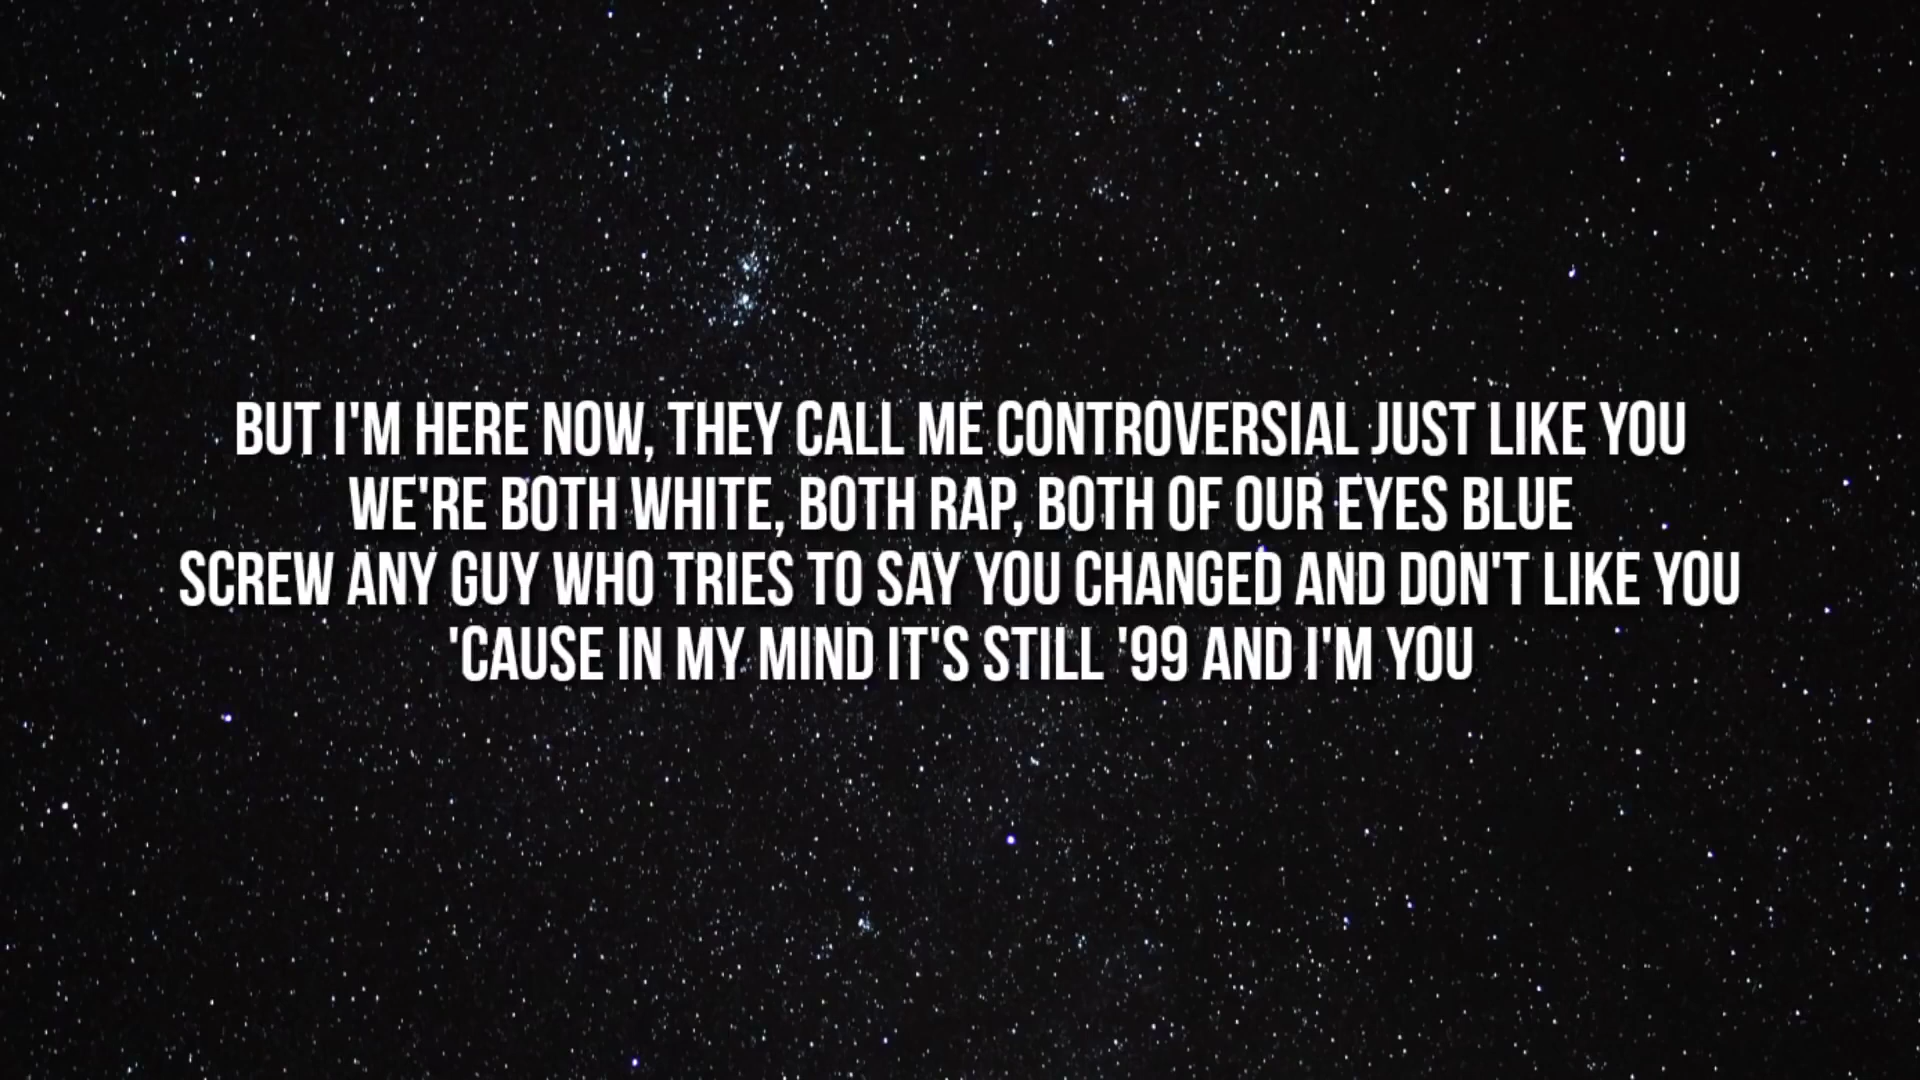 BUT I'M HERE NOW, THEY CALL ME CONTROVERSIAL JUST LIKE YOU
WE'RE BOTH WHITE, BOTH RAP, BOTH OF OUR EYES BLUE
SCREW ANY GUY WHO TRIES TO SAY YOU CHANGED AND DON'T LIKE YOU
'CAUSE IN MY MIND IT'S STILL '99 AND I'M YOU